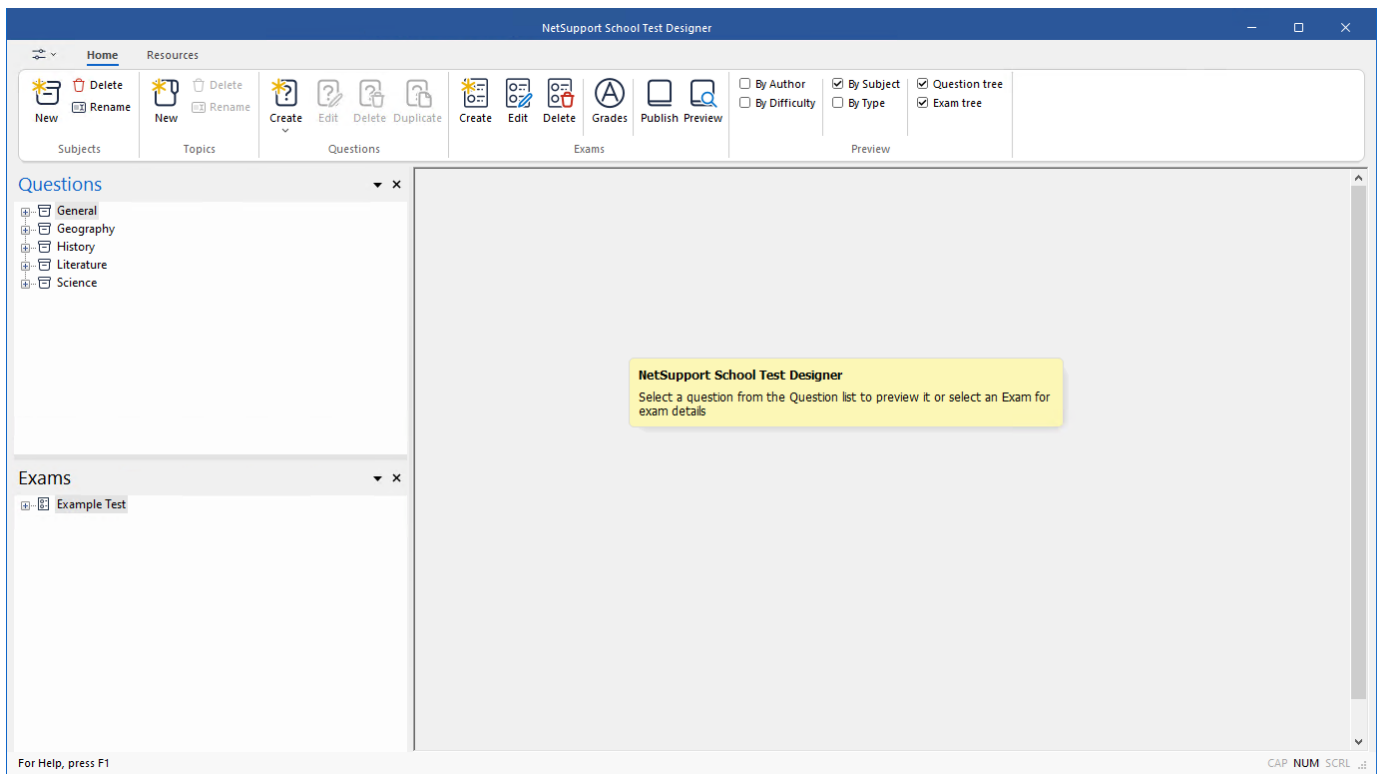 NetSupport School Test Designer
Home Resources
New Delete Rename
Subjects
New Delete Rename
Topics
Create Edit Delete Duplicate
Questions
Create Edit Delete Grades Publish Preview
Exams
By Author By Subject Question tree
By Difficulty By Type Exam tree
Preview
Questions
General
Geography
History
Literature
Science
NetSupport School Test Designer
Select a question from the Question list to preview it or select an Exam for
exam details
Exams
Example Test
For Help, press F1
CAP NUM SCRL